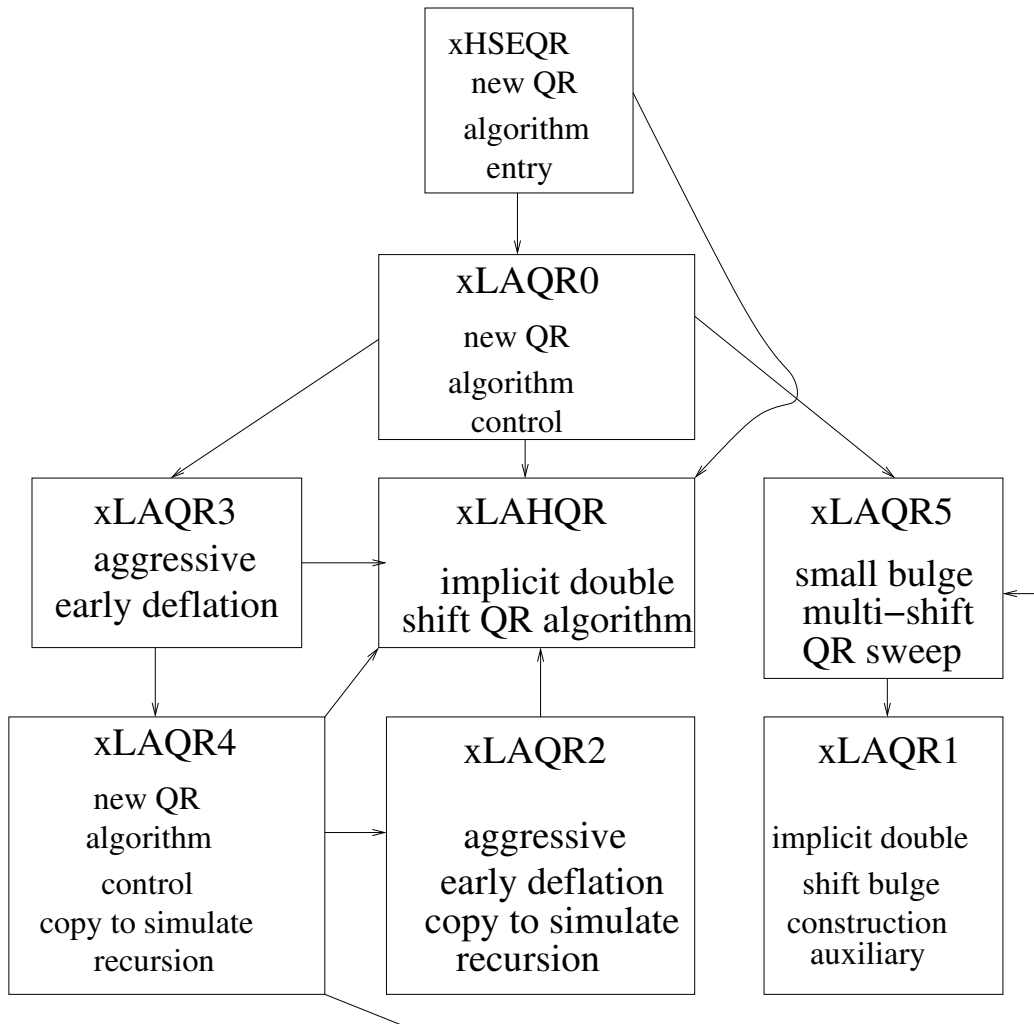 xHSEQR
new QR
algorithm
entry
xLAQR0
new QR
algorithm
control
xLAQR3
aggressive
early deflation
xLAHQR
implicit double
shift QR algorithm
xLAQR5
small bulge
multi−shift
QR sweep
xLAQR4
new QR
algorithm
control
copy to simulate
recursion
xLAQR2
aggressive
early deflation
copy to simulate
recursion
xLAQR1
implicit double
shift bulge
construction
auxiliary